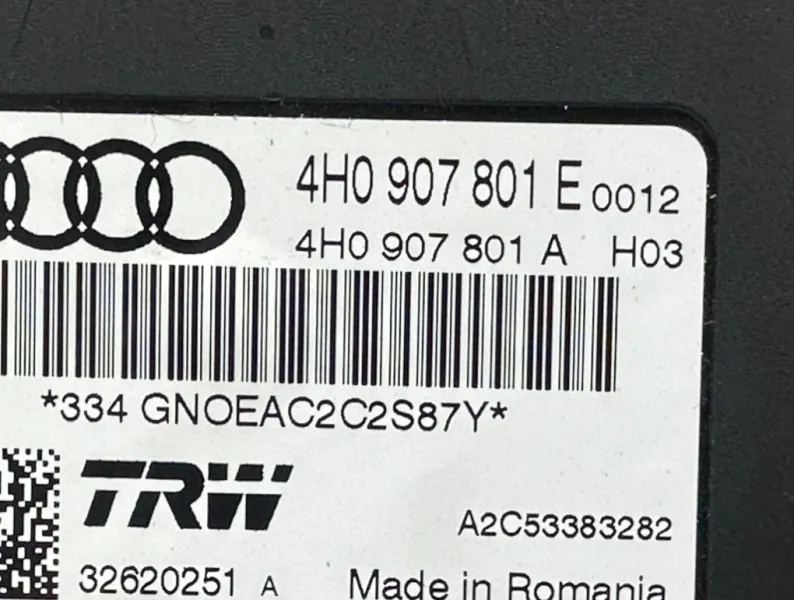 4H0 907 801 E 0012
4H0 907 801 A H03
*334 GNOEAC2C2S87Y*
TRW
A2C53383282
32620251 A Made in Romania